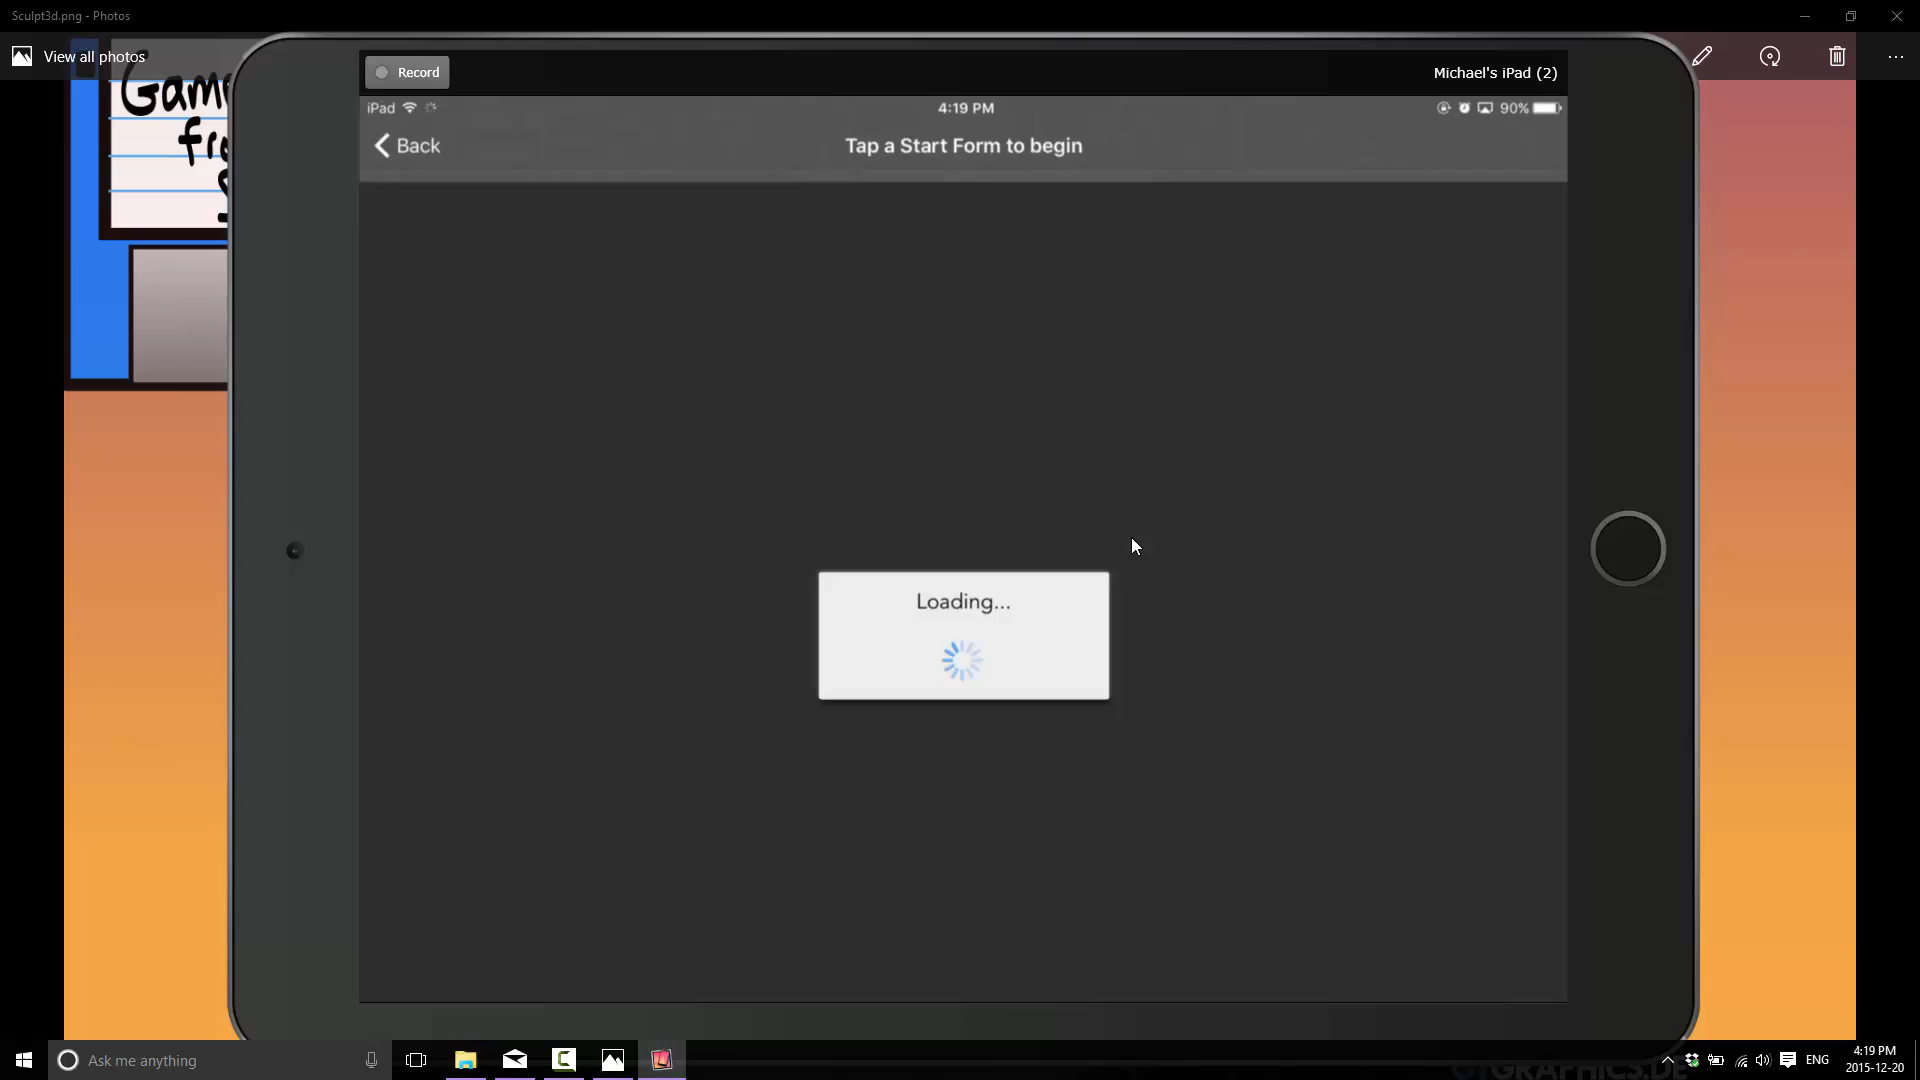 Sculpt3d.png - Photos
View all photos
Game
Record
Michael's iPad (2)
iPad
4:19 PM
90%
Back
Tap a Start Form to begin
Loading...
Ask me anything
ENG
4:19 PM
2015-12-20